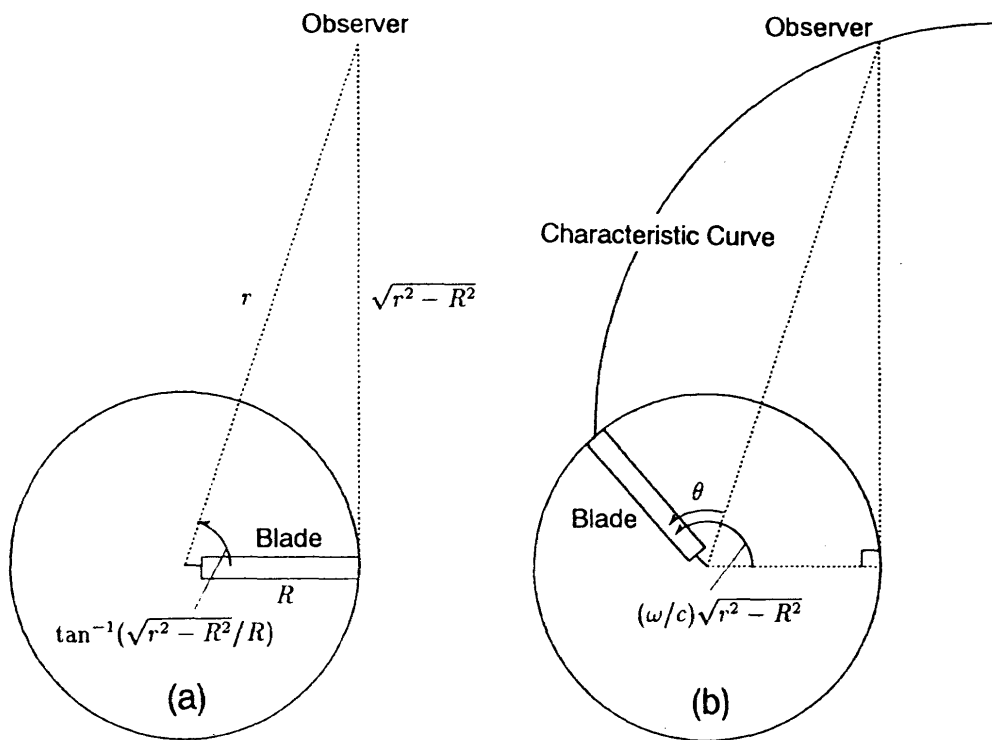 Observer
r
√r² − R²
Blade
R
tan⁻¹(√r² − R²/R)
(a)
Observer
Characteristic Curve
θ
Blade
(ω/c)√r² − R²
(b)